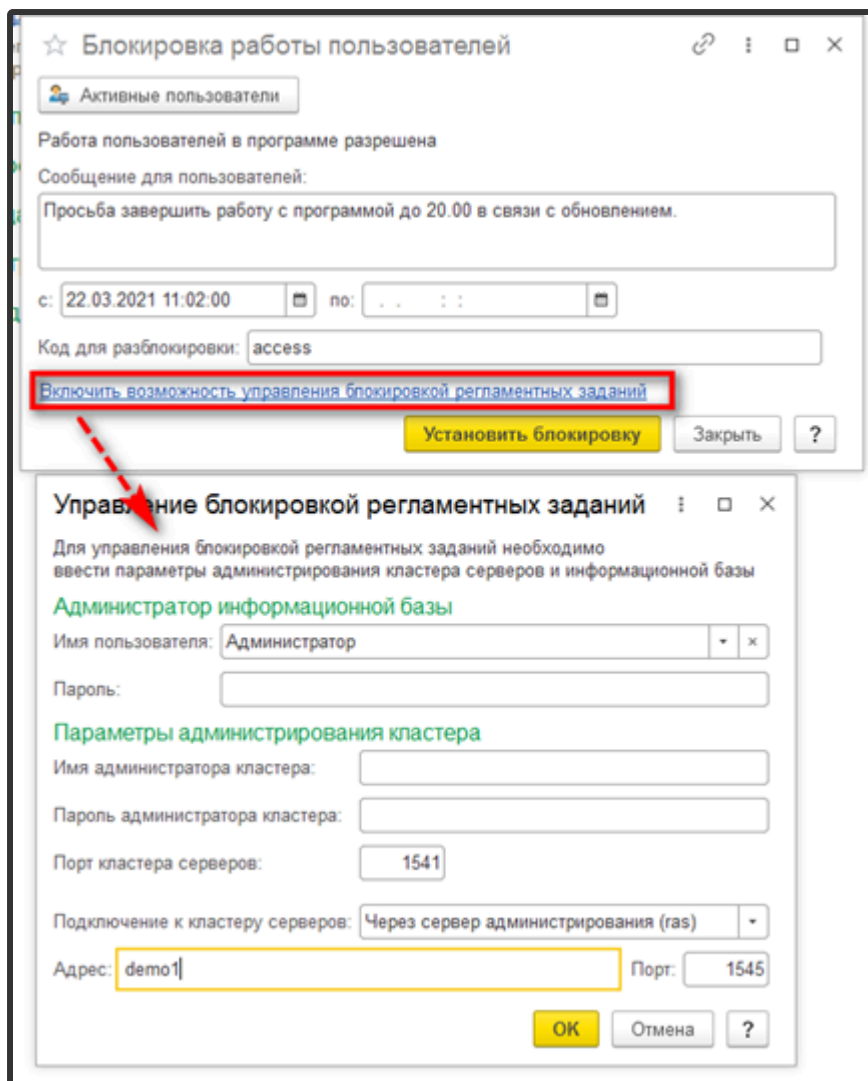 Блокировка работы пользователей
Активные пользователи
Работа пользователей в программе разрешена
Сообщение для пользователей:
Просьба завершить работу с программой до 20.00 в связи с обновлением.
с: 22.03.2021 11:02:00 по: . . : :
Код для разблокировки: access
Включить возможность управления блокировкой регламентных заданий
Установить блокировку Закрыть ?
Управление блокировкой регламентных заданий
Для управления блокировкой регламентных заданий необходимо
ввести параметры администрирования кластера серверов и информационной базы
Администратор информационной базы
Имя пользователя: Администратор
Пароль:
Параметры администрирования кластера
Имя администратора кластера:
Пароль администратора кластера:
Порт кластера серверов: 1541
Подключение к кластеру серверов: Через сервер администрирования (ras)
Адрес: demo1 Порт: 1545
OK Отмена ?